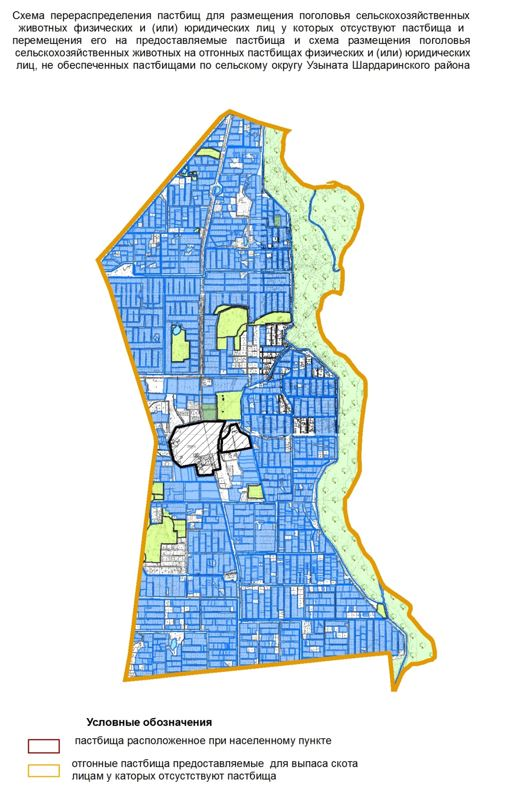 Схема перераспределения пастбищ для размещения поголовья сельскохозяйственных
животных физических и (или) юридических лиц у которых отсуствуют пастбища и
перемещения его на предоставляемые пастбища и схема размещения поголовья
сельскохозяйственных животных на отгонных пастбищах физических и (или) юридических
лиц, не обеспеченных пастбищами по сельскому округу Узыната Шардаринского района
Условные обозначения
пастбища расположенное при населенному пункте
отгонные пастбища предоставляемые для выпаса скота
лицам у каторых отсутствуют пастбища